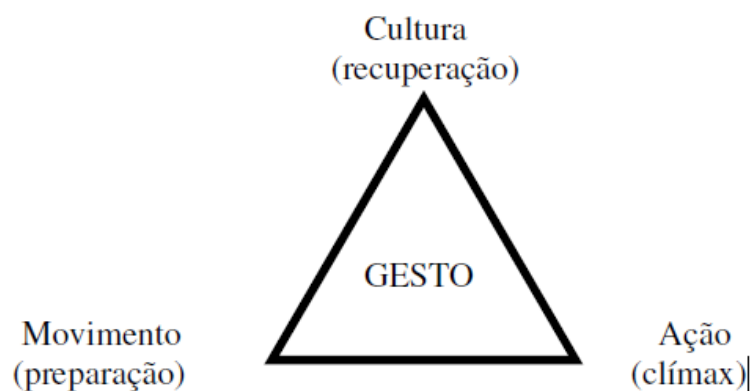 Cultura
(recuperação)
GESTO
Movimento
(preparação)
Ação
(clímax)